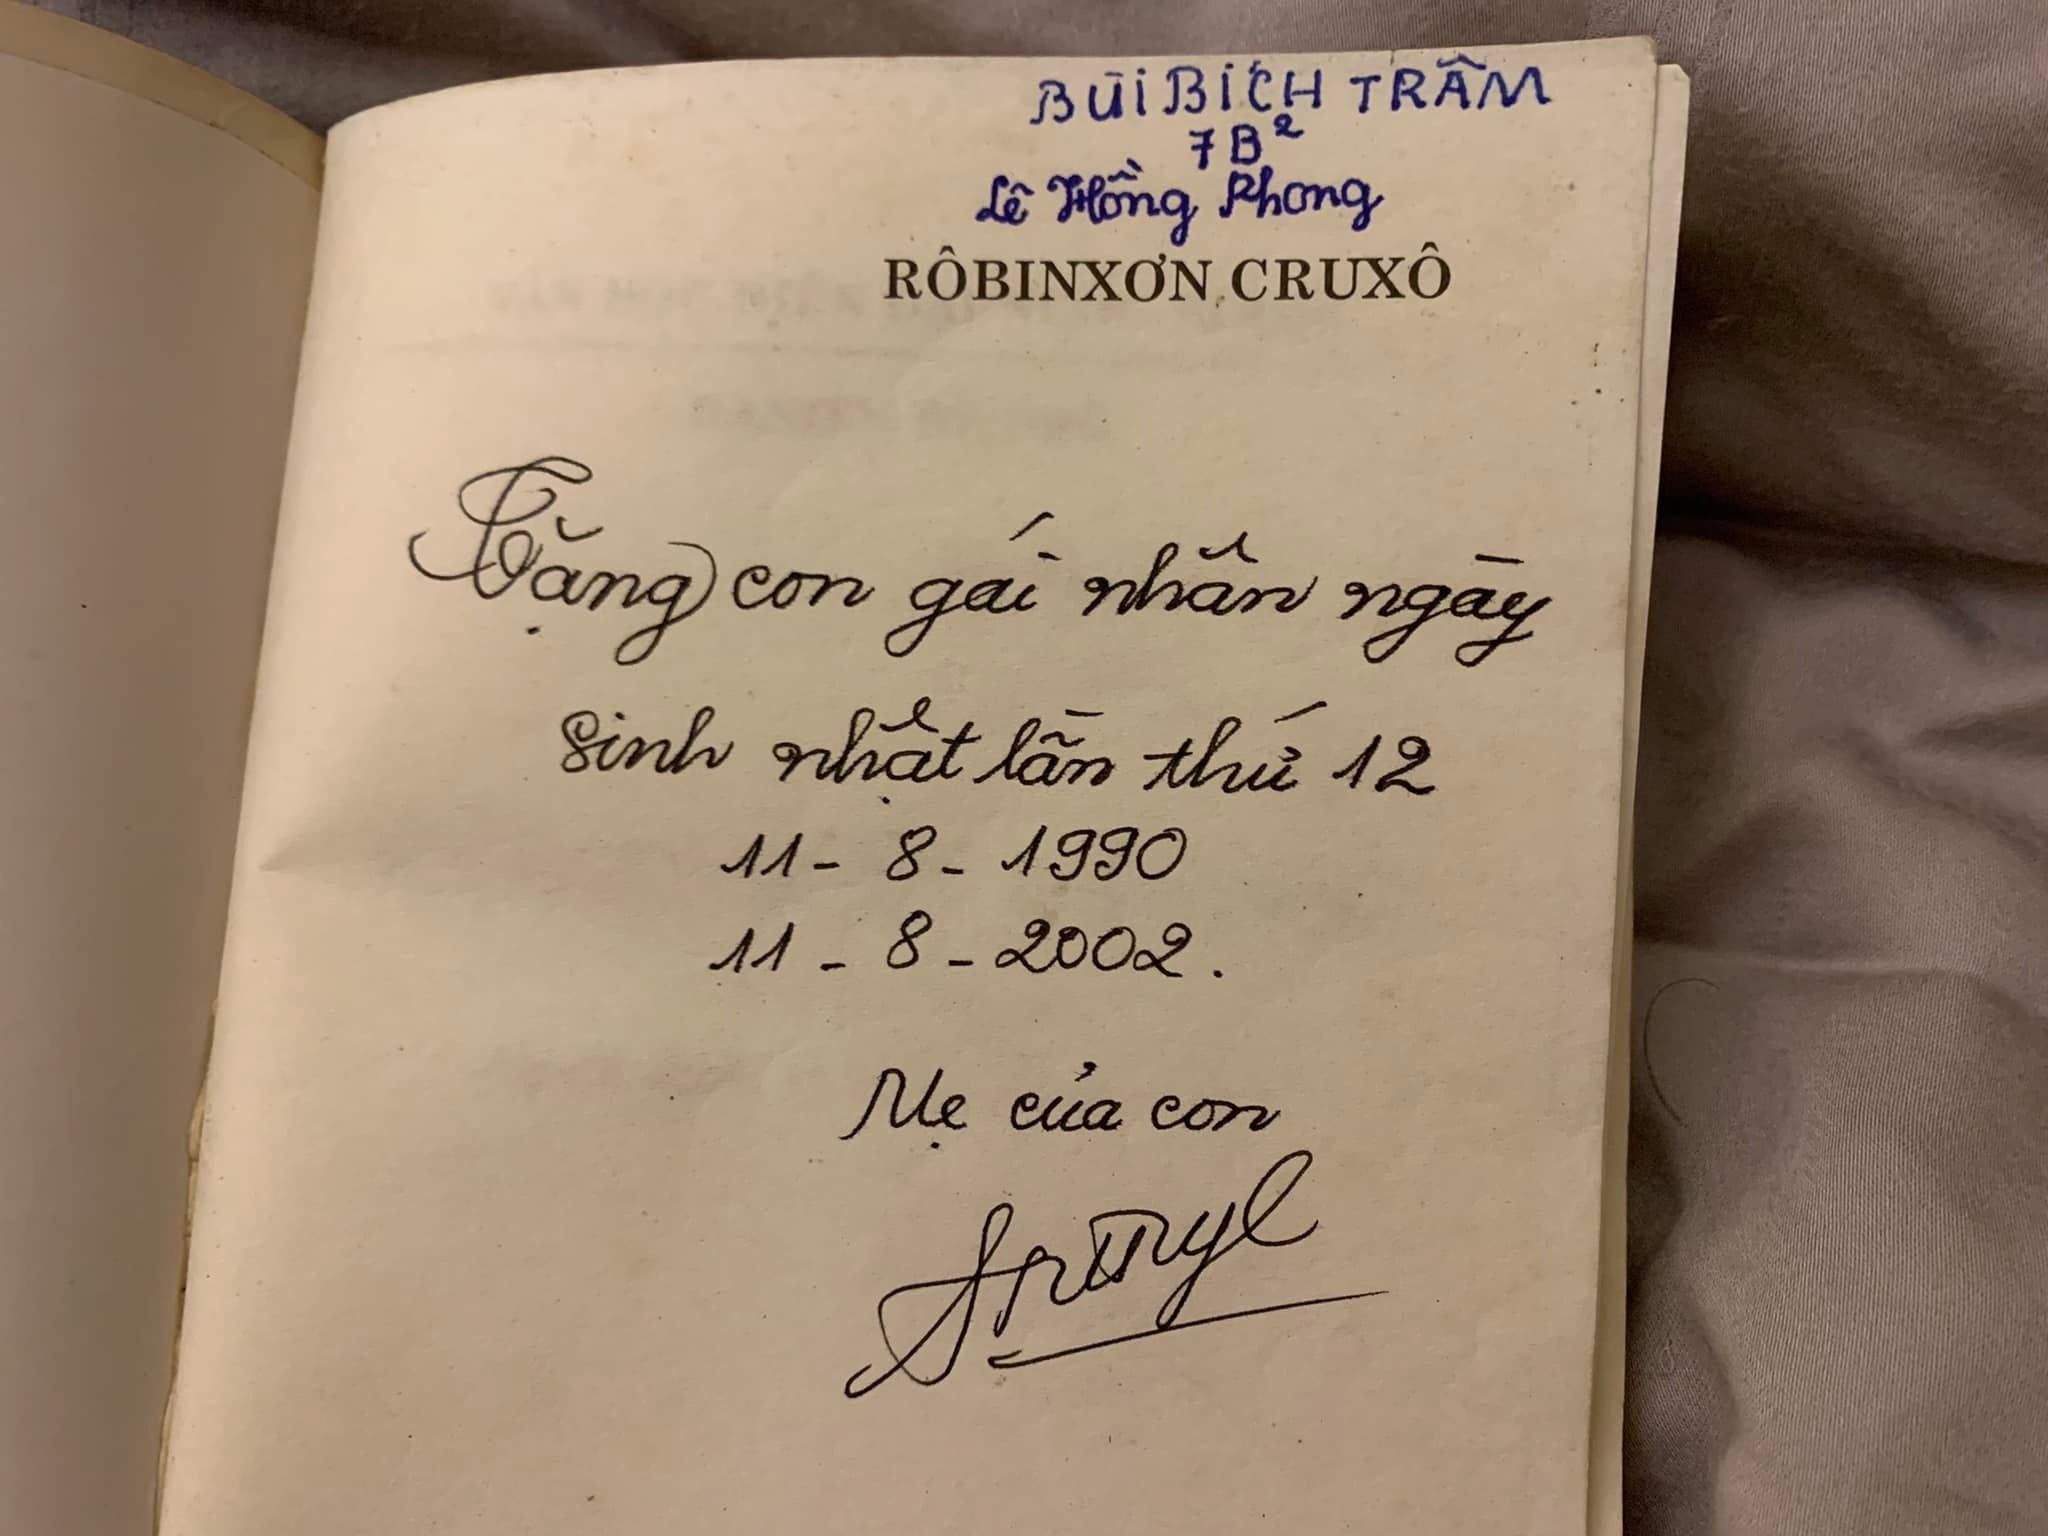 BÙI BÍCH TRÂM
7B²
Lê Hồng Phong
RÔBINXƠN CRUXÔ
Tặng con gái nhân ngày
sinh nhật lần thứ 12
11-8-1990
11-8-2002.
Mẹ của con